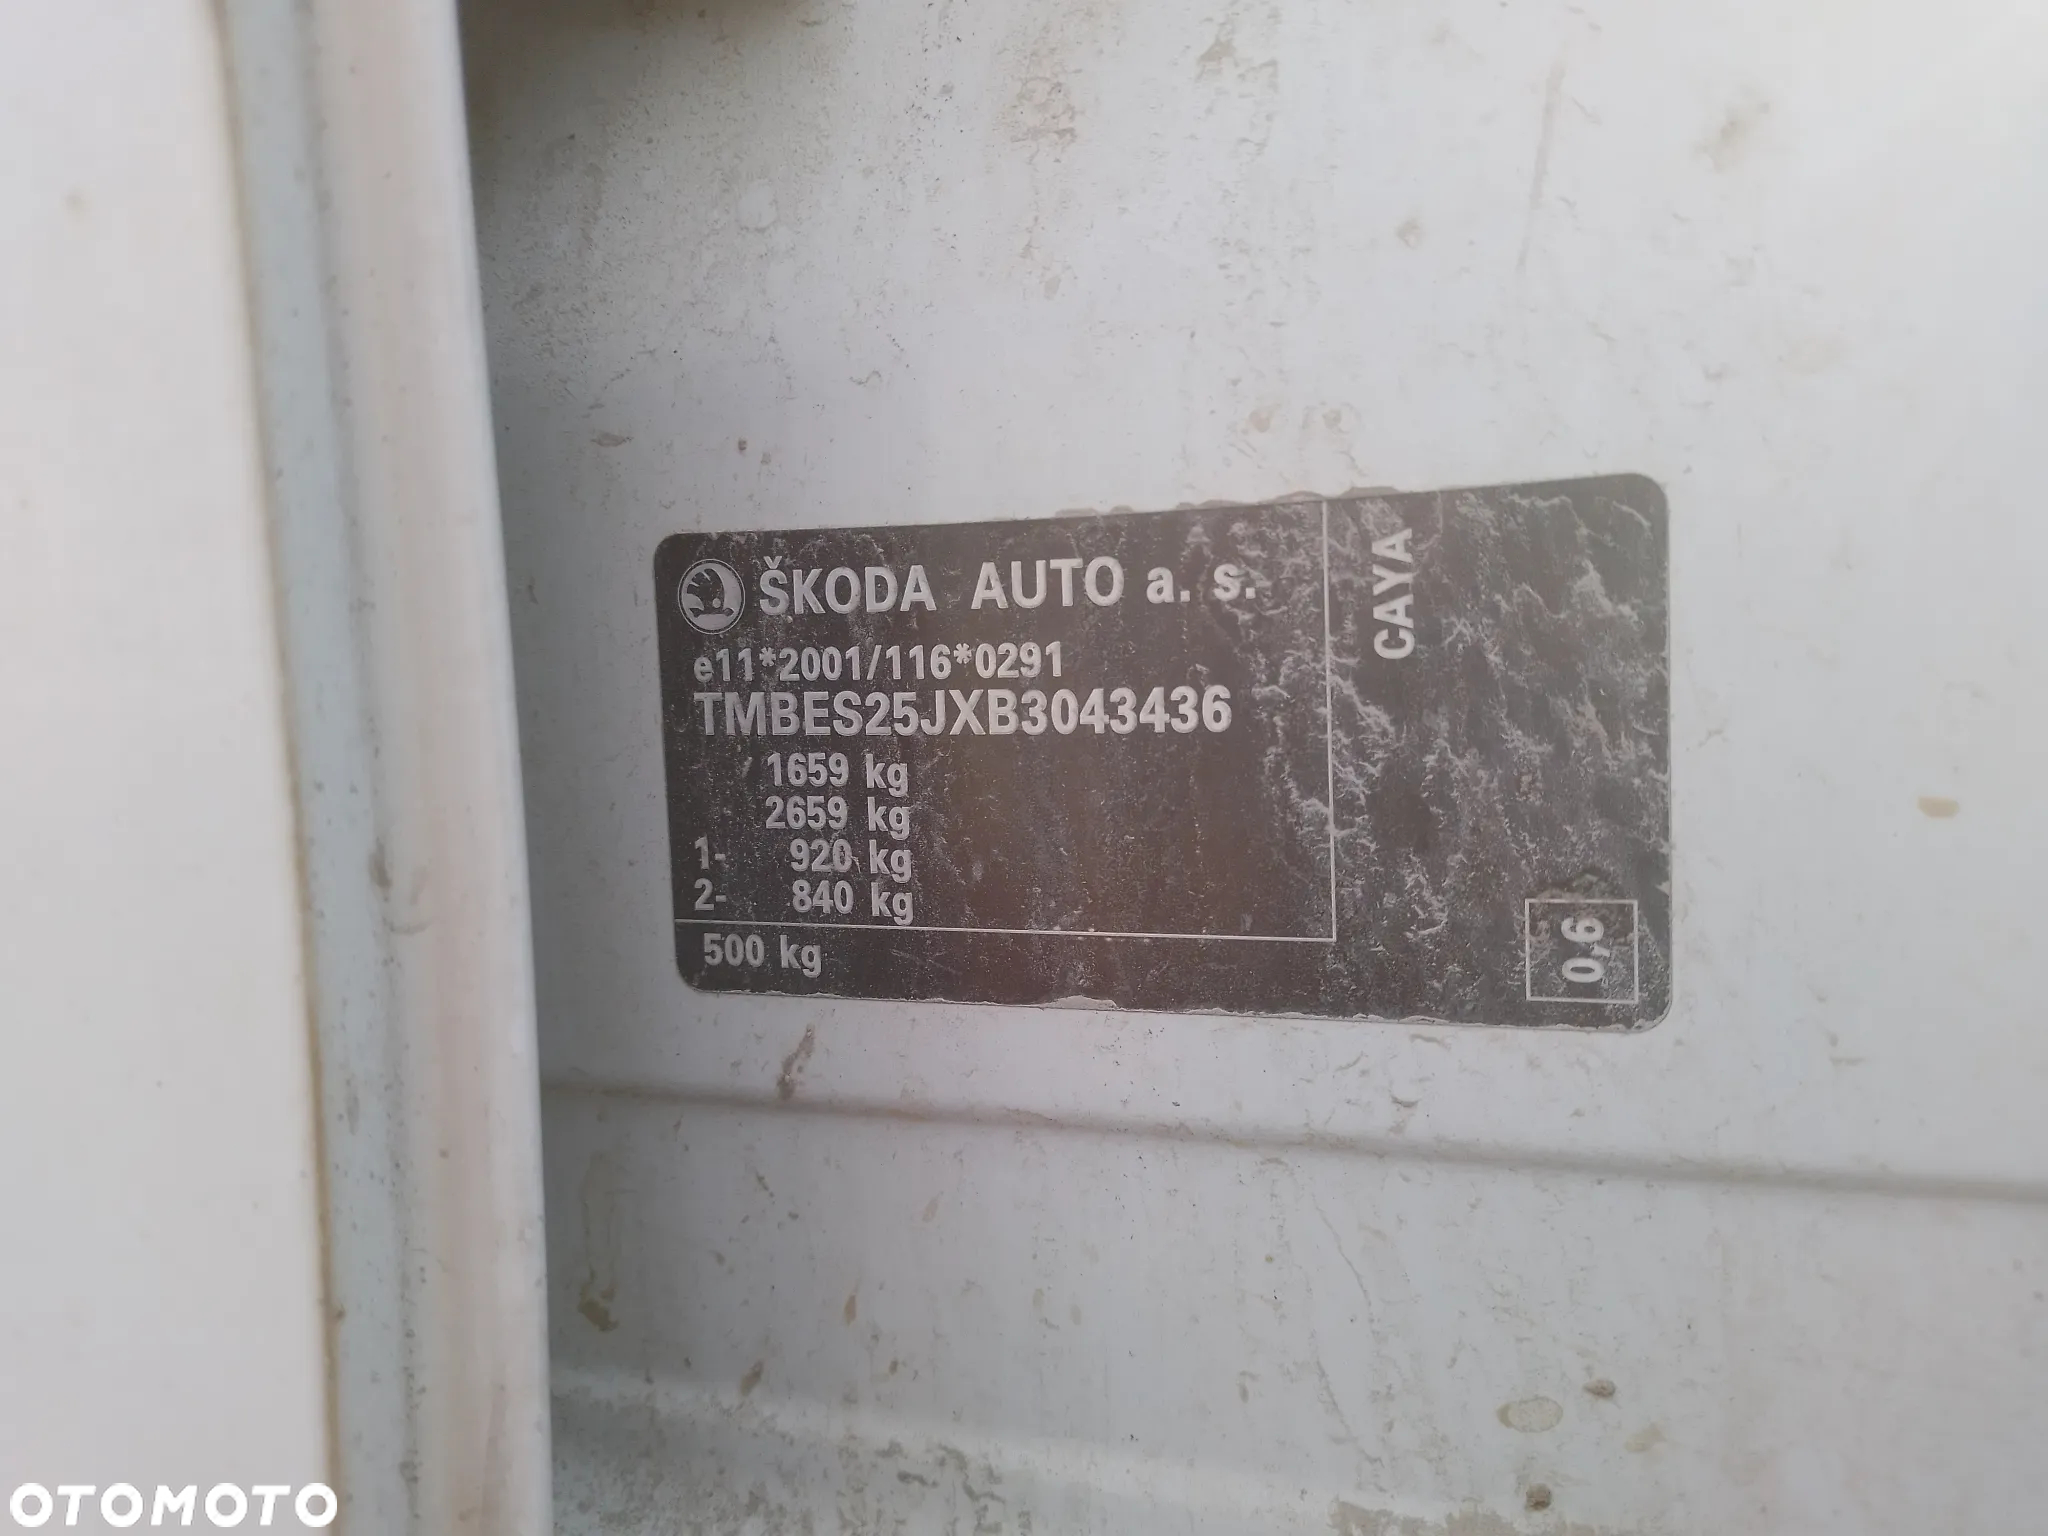 ŠKODA AUTO a. s.
e11*2001/116*0291
TMBES25JXB3043436
1659 kg
2659 kg
1- 920 kg
2- 840 kg
500 kg
CAYA
0,6
OTOMOTO